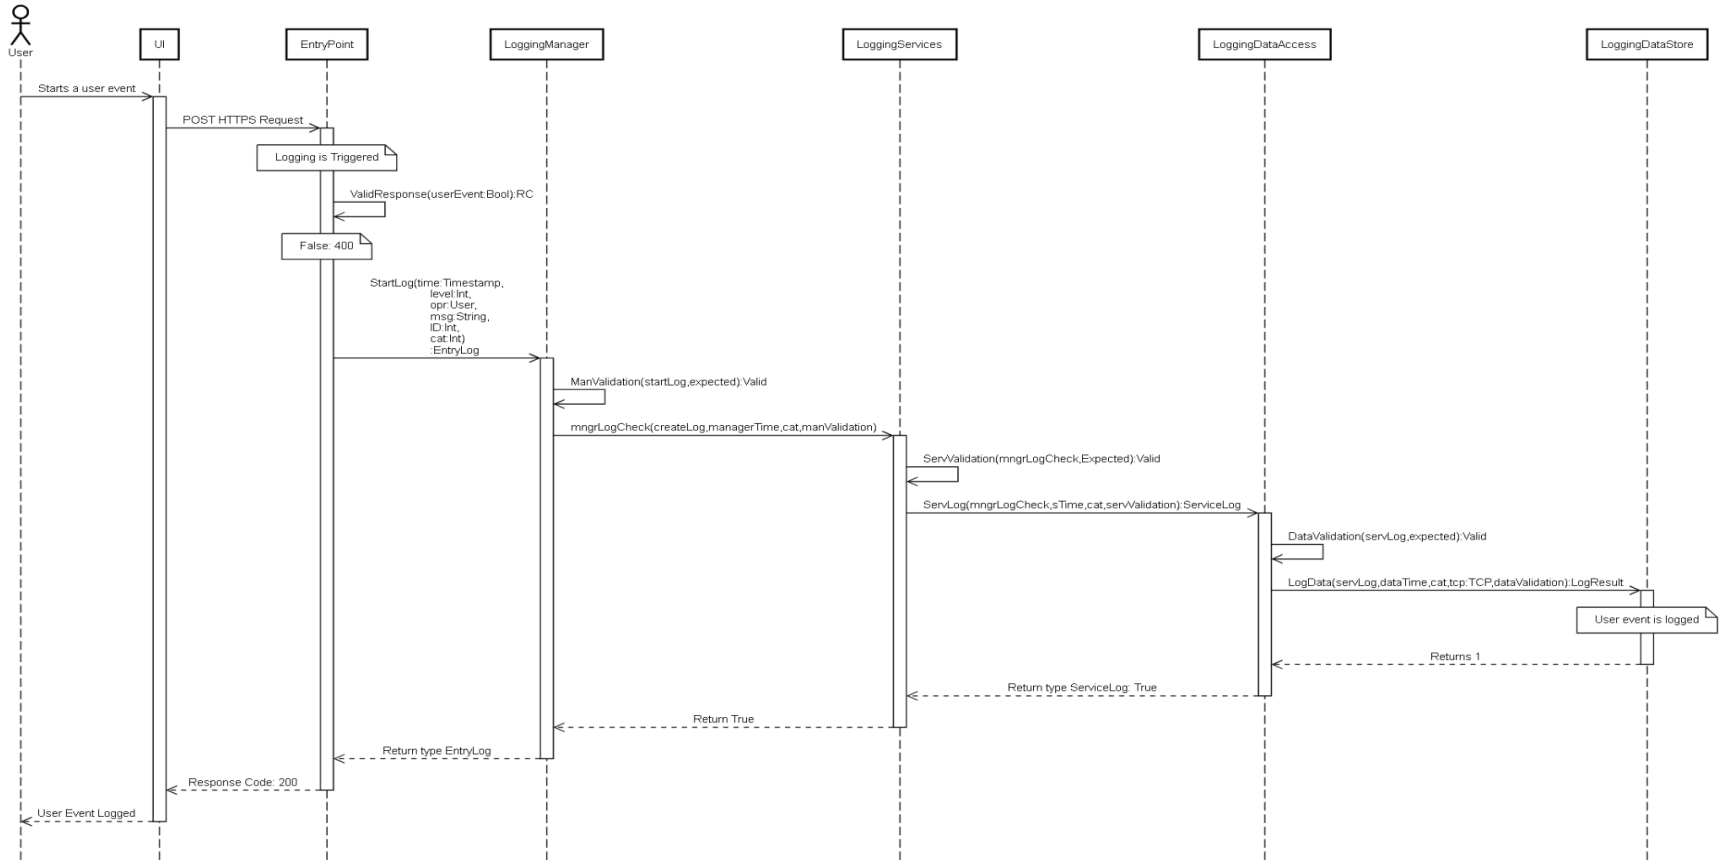 User
UI
EntryPoint
LoggingManager
LoggingServices
LoggingDataAccess
LoggingDataStore
Starts a user event
POST HTTPS Request
Logging is Triggered
ValidResponse(userEvent:Bool):RC
False: 400
StartLog(time:Timestamp,
level:Int,
opr:User,
msg:String,
ID:Int,
cat:Int)
:EntryLog
ManValidation(startLog,expected):Valid
mngrLogCheck(createLog,managerTime,cat,manValidation)
ServValidation(mngrLogCheck,Expected):Valid
ServLog(mngrLogCheck,sTime,cat,servValidation):ServiceLog
DataValidation(servLog,expected):Valid
LogData(servLog,dataTime,cat,tcp:TCP,dataValidation):LogResult
User event is logged
Returns 1
Return type ServiceLog: True
Return True
Return type EntryLog
Response Code: 200
User Event Logged